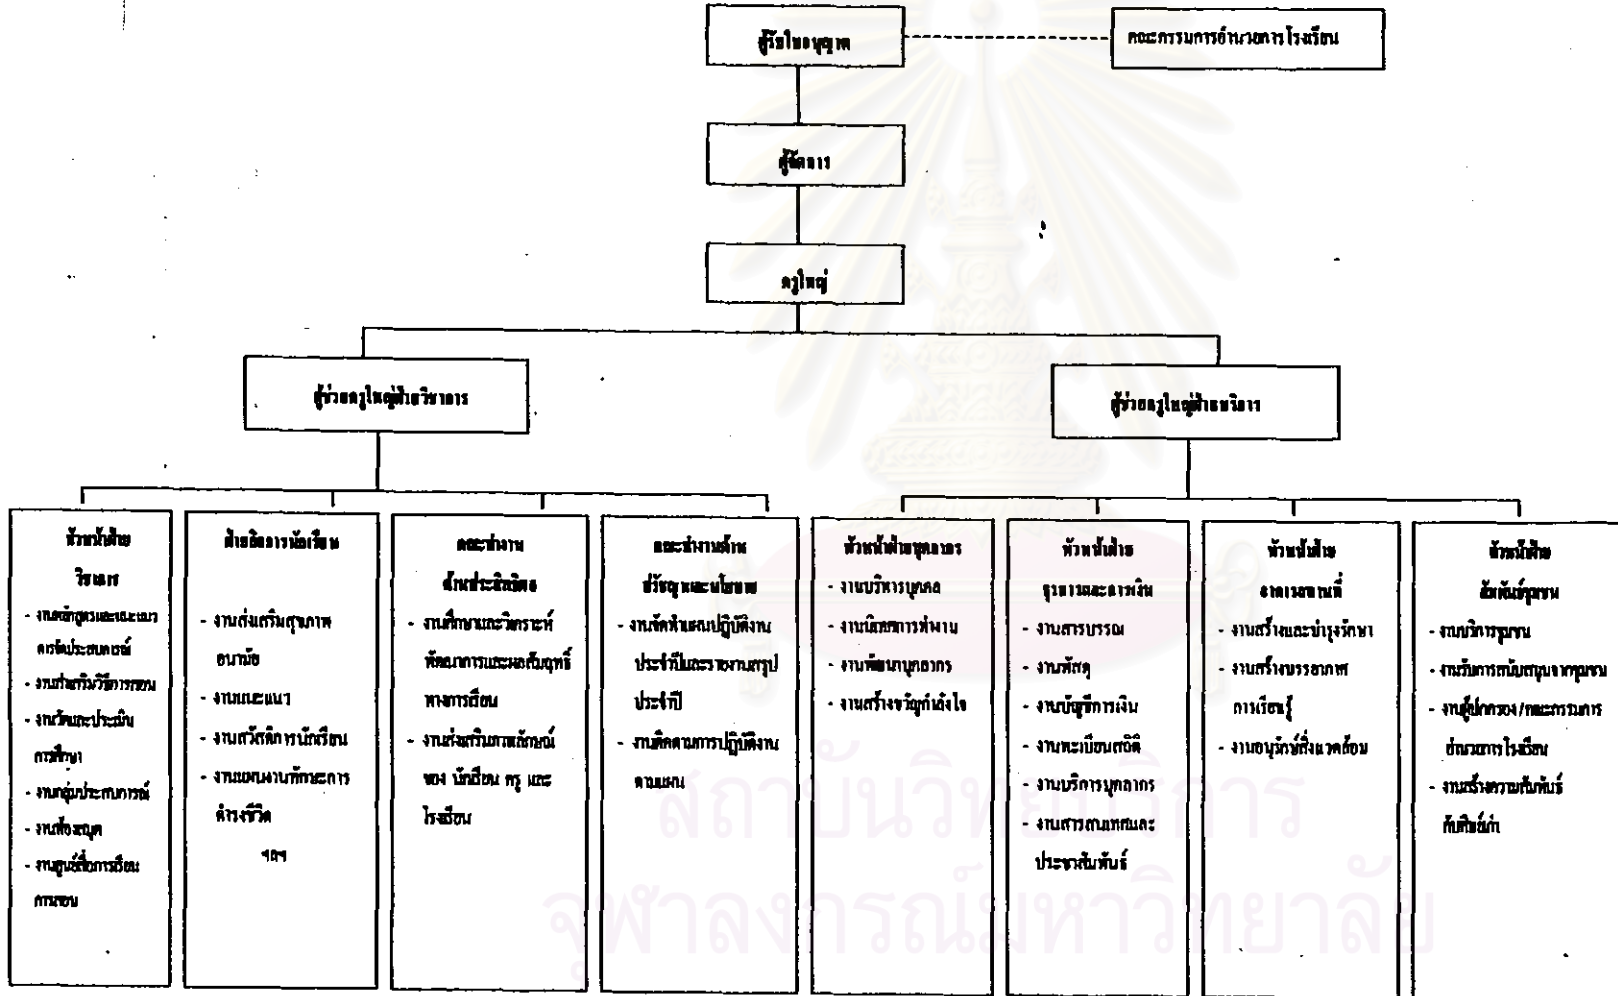 ผู้รับใบอนุญาต
คณะกรรมการอำนวยการโรงเรียน
ผู้จัดการ
ครูใหญ่
ผู้ช่วยครูใหญ่ฝ่ายวิชาการ
ผู้ช่วยครูใหญ่ฝ่ายบริการ
หัวหน้าฝ่าย
วิชาการ
- งานหลักสูตรและแนะแนว
การจัดประสบการณ์
- งานส่งเสริมวิธีการสอน
- งานวัดและประเมิน
การศึกษา
- งานกลุ่มประสบการณ์
- งานห้องสมุด
- งานศูนย์สื่อการเรียน
การสอน
ฝ่ายกิจการนักเรียน
- งานส่งเสริมสุขภาพ
อนามัย
- งานแนะแนว
- งานสวัสดิการนักเรียน
- งานแผนงานทักษะการ
ดำรงชีวิต
ฯลฯ
คณะทำงาน
ด้านประสิทธิผล
- งานศึกษาและวิเคราะห์
พัฒนาการและผลสัมฤทธิ์
ทางการเรียน
- งานส่งเสริมภาพลักษณ์
ของ นักเรียน ครู และ
โรงเรียน
คณะทำงานด้าน
ปรัชญาและนโยบาย
- งานจัดทำแผนปฏิบัติงาน
ประจำปีและรายงานสรุป
ประจำปี
- งานติดตามการปฏิบัติงาน
ตามแผน
หัวหน้าฝ่ายบุคลากร
- งานบริหารบุคคล
- งานนิเทศการทำงาน
- งานพัฒนาบุคลากร
- งานสร้างขวัญกำลังใจ
หัวหน้าฝ่าย
ธุรการและการเงิน
- งานสารบรรณ
- งานพัสดุ
- งานบัญชีการเงิน
- งานทะเบียนสถิติ
- งานบริการบุคลากร
- งานสารสนเทศและ
ประชาสัมพันธ์
หัวหน้าฝ่าย
อาคารสถานที่
- งานสร้างและบำรุงรักษา
- งานสร้างบรรยากาศ
การเรียนรู้
- งานอนุรักษ์สิ่งแวดล้อม
หัวหน้าฝ่าย
สัมพันธ์ชุมชน
- งานบริการชุมชน
- งานรับการสนับสนุนจากชุมชน
- งานผู้ปกครอง/คณะกรรมการ
อำนวยการโรงเรียน
- งานสร้างความสัมพันธ์
กับศิษย์เก่า
สถาบันวิทยบริการ
จุฬาลงกรณ์มหาวิทยาลัย